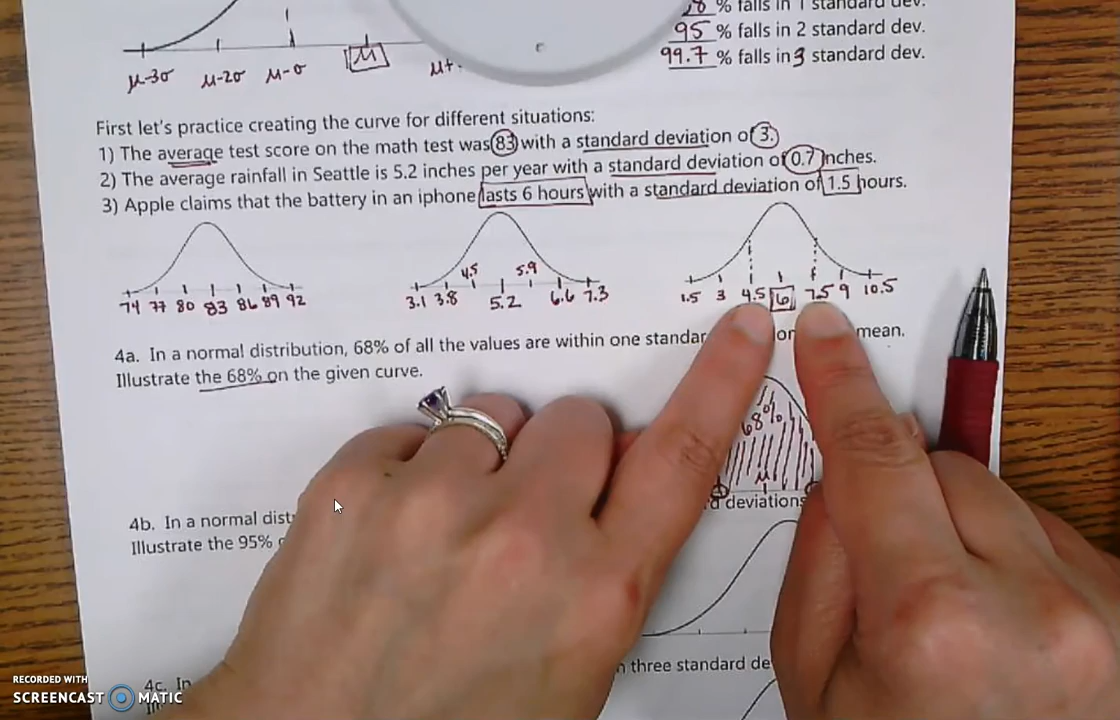 % falls in 1 standard dev.
95 % falls in 2 standard dev.
99.7 % falls in 3 standard dev.
μ-3σ μ-2σ μ-σ μ μ+
First let's practice creating the curve for different situations:
1) The average test score on the math test was 83 with a standard deviation of 3.
2) The average rainfall in Seattle is 5.2 inches per year with a standard deviation of 0.7 inches.
3) Apple claims that the battery in an iphone lasts 6 hours with a standard deviation of 1.5 hours.
74 77 80 83 86 89 92
3.1 3.8 4.5 5.2 5.9 6.6 7.3
1.5 3 4.5 6 7.5 9 10.5
4a. In a normal distribution, 68% of all the values are within one standar mean.
Illustrate the 68% on the given curve.
68%
μ
4b. In a normal dist deviations
Illustrate the 95%
three standard de
4c. In
RECORDED WITH
SCREENCAST MATIC